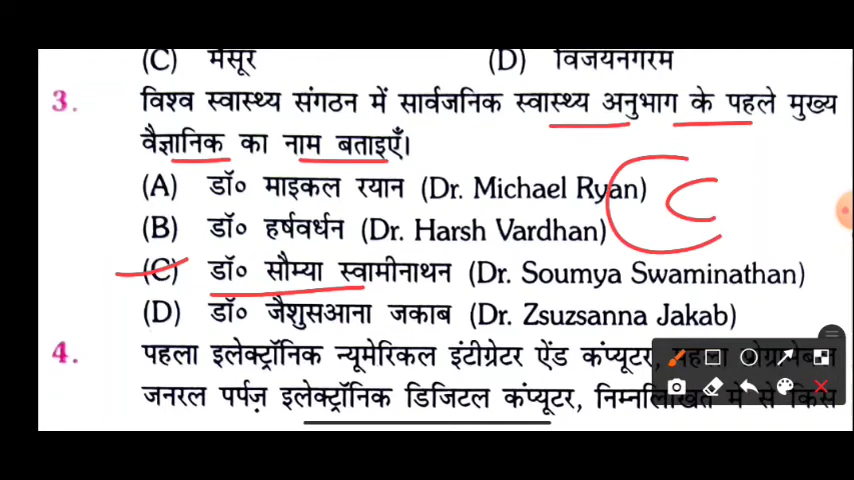 (C) मैसूर (D) विजयनगरम
3. विश्व स्वास्थ्य संगठन में सार्वजनिक स्वास्थ्य अनुभाग के पहले मुख्य
वैज्ञानिक का नाम बताइएँ।
(A) डॉ० माइकल रयान (Dr. Michael Ryan)
(B) डॉ० हर्षवर्धन (Dr. Harsh Vardhan)
(C) डॉ० सौम्या स्वामीनाथन (Dr. Soumya Swaminathan)
(D) डॉ० जैशुसआना जकाब (Dr. Zsuzsanna Jakab)
4. पहला इलेक्ट्रॉनिक न्यूमेरिकल इंटीग्रेटर ऐंड कंप्यूटर, पहला प्रोग्रामेबल
जनरल पर्पज़ इलेक्ट्रॉनिक डिजिटल कंप्यूटर, निम्नलिखित में से किस